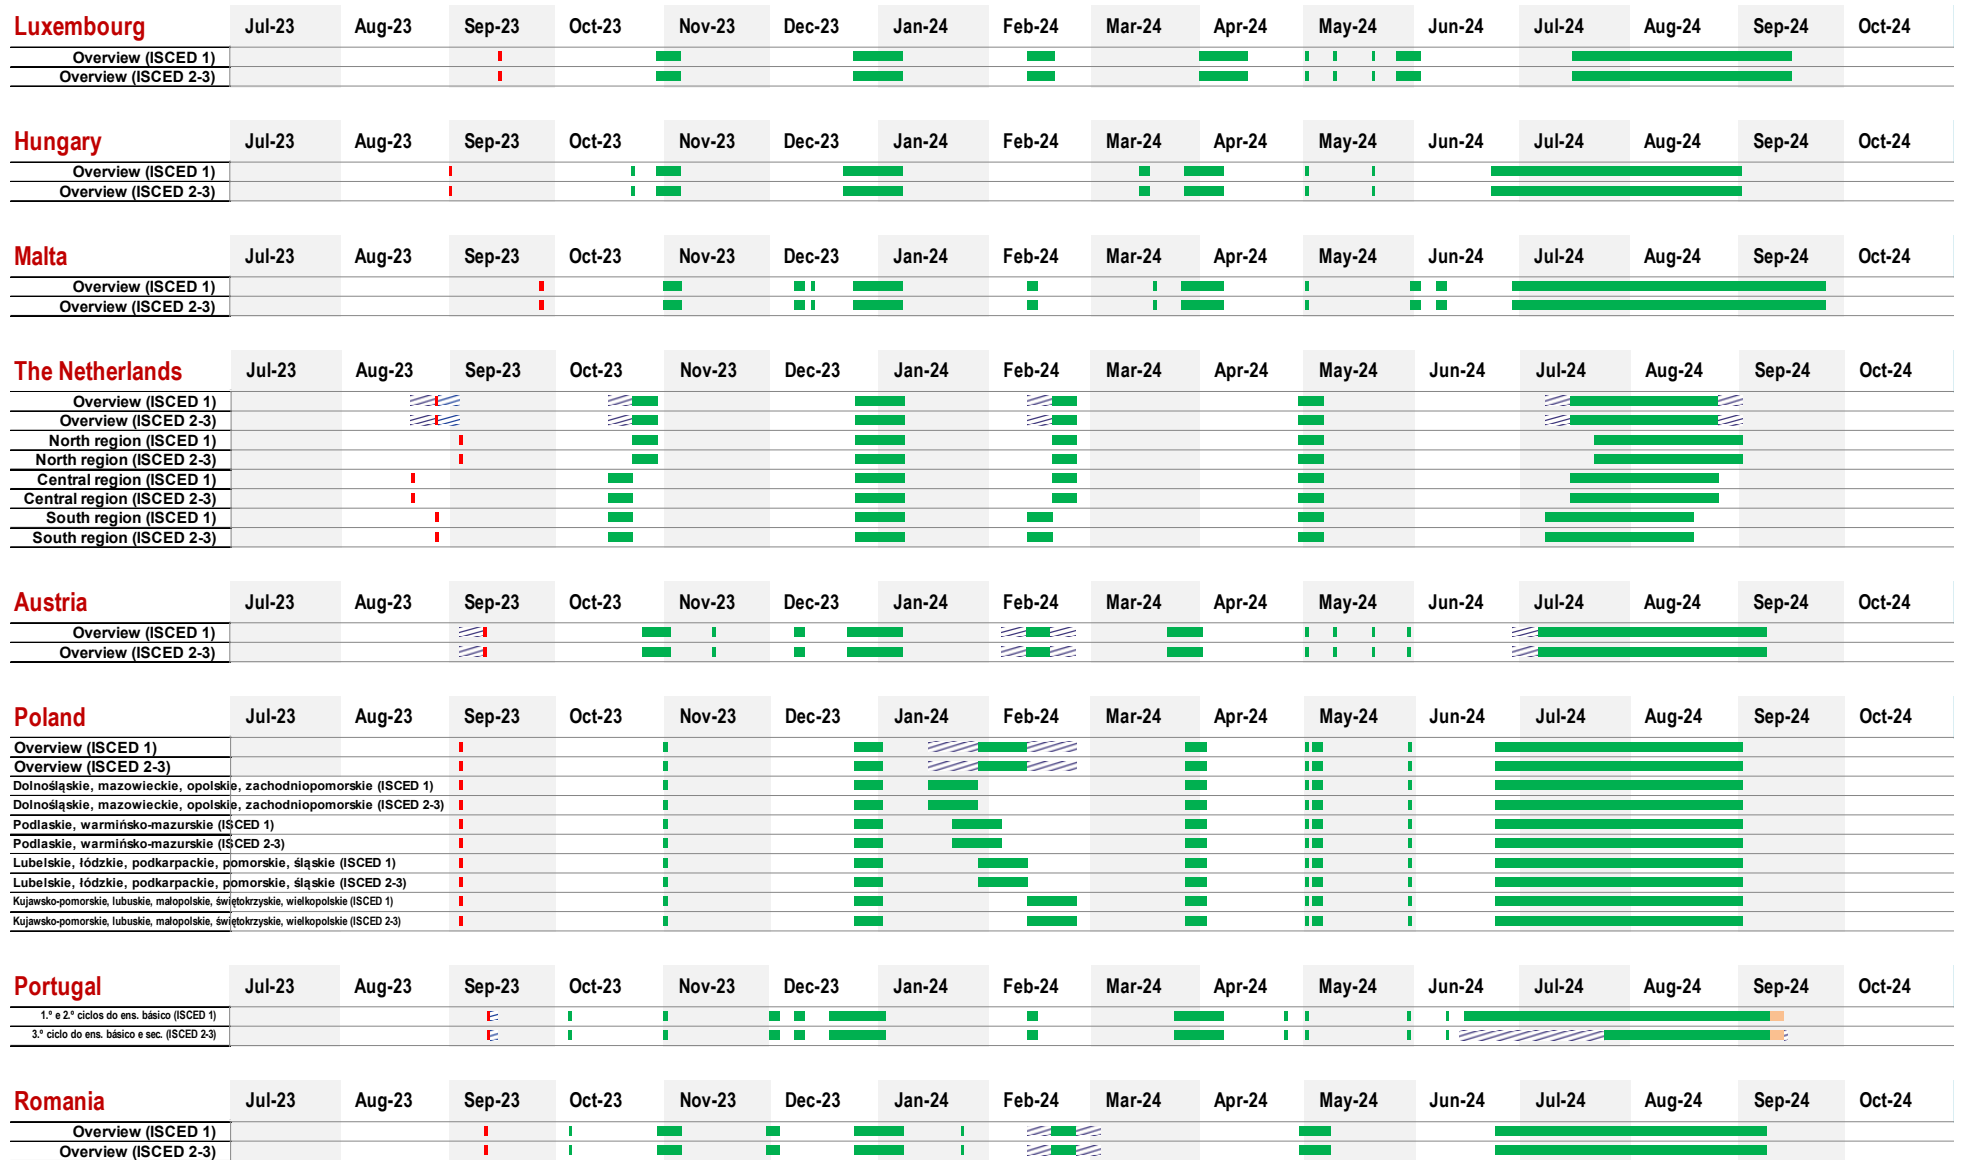 Luxembourg Jul-23 Aug-23 Sep-23 Oct-23 Nov-23 Dec-23 Jan-24 Feb-24 Mar-24 Apr-24 May-24 Jun-24 Jul-24 Aug-24 Sep-24 Oct-24
Overview (ISCED 1)
Overview (ISCED 2-3)
Hungary Jul-23 Aug-23 Sep-23 Oct-23 Nov-23 Dec-23 Jan-24 Feb-24 Mar-24 Apr-24 May-24 Jun-24 Jul-24 Aug-24 Sep-24 Oct-24
Overview (ISCED 1)
Overview (ISCED 2-3)
Malta Jul-23 Aug-23 Sep-23 Oct-23 Nov-23 Dec-23 Jan-24 Feb-24 Mar-24 Apr-24 May-24 Jun-24 Jul-24 Aug-24 Sep-24 Oct-24
Overview (ISCED 1)
Overview (ISCED 2-3)
The Netherlands Jul-23 Aug-23 Sep-23 Oct-23 Nov-23 Dec-23 Jan-24 Feb-24 Mar-24 Apr-24 May-24 Jun-24 Jul-24 Aug-24 Sep-24 Oct-24
Overview (ISCED 1)
Overview (ISCED 2-3)
North region (ISCED 1)
North region (ISCED 2-3)
Central region (ISCED 1)
Central region (ISCED 2-3)
South region (ISCED 1)
South region (ISCED 2-3)
Austria Jul-23 Aug-23 Sep-23 Oct-23 Nov-23 Dec-23 Jan-24 Feb-24 Mar-24 Apr-24 May-24 Jun-24 Jul-24 Aug-24 Sep-24 Oct-24
Overview (ISCED 1)
Overview (ISCED 2-3)
Poland Jul-23 Aug-23 Sep-23 Oct-23 Nov-23 Dec-23 Jan-24 Feb-24 Mar-24 Apr-24 May-24 Jun-24 Jul-24 Aug-24 Sep-24 Oct-24
Overview (ISCED 1)
Overview (ISCED 2-3)
Dolnośląskie, mazowieckie, opolskie, zachodniopomorskie (ISCED 1)
Dolnośląskie, mazowieckie, opolskie, zachodniopomorskie (ISCED 2-3)
Podlaskie, warmińsko-mazurskie (ISCED 1)
Podlaskie, warmińsko-mazurskie (ISCED 2-3)
Lubelskie, łódzkie, podkarpackie, pomorskie, śląskie (ISCED 1)
Lubelskie, łódzkie, podkarpackie, pomorskie, śląskie (ISCED 2-3)
Kujawsko-pomorskie, lubuskie, małopolskie, świętokrzyskie, wielkopolskie (ISCED 1)
Kujawsko-pomorskie, lubuskie, małopolskie, świętokrzyskie, wielkopolskie (ISCED 2-3)
Portugal Jul-23 Aug-23 Sep-23 Oct-23 Nov-23 Dec-23 Jan-24 Feb-24 Mar-24 Apr-24 May-24 Jun-24 Jul-24 Aug-24 Sep-24 Oct-24
1.º e 2.º ciclos do ens. básico (ISCED 1)
3.º ciclo do ens. básico e sec. (ISCED 2-3)
Romania Jul-23 Aug-23 Sep-23 Oct-23 Nov-23 Dec-23 Jan-24 Feb-24 Mar-24 Apr-24 May-24 Jun-24 Jul-24 Aug-24 Sep-24 Oct-24
Overview (ISCED 1)
Overview (ISCED 2-3)